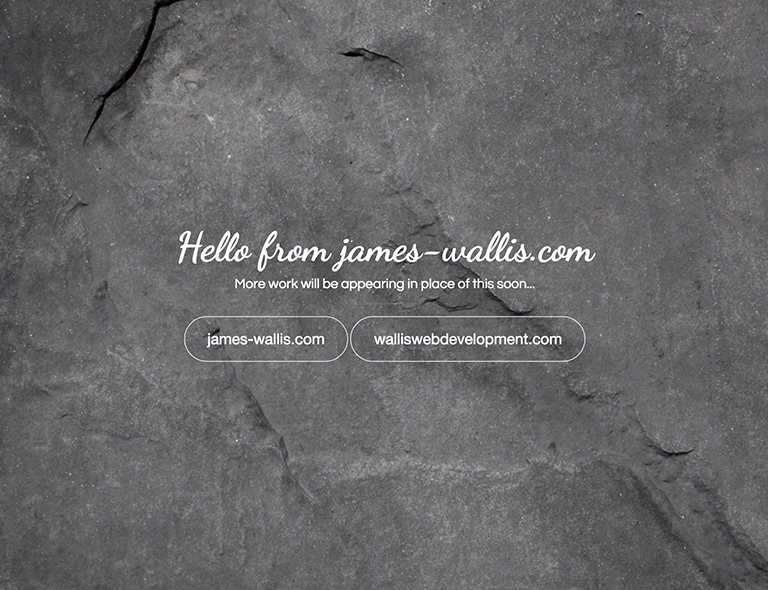 Hello from james-wallis.com
More work will be appearing in place of this soon...
james-wallis.com walliswebdevelopment.com